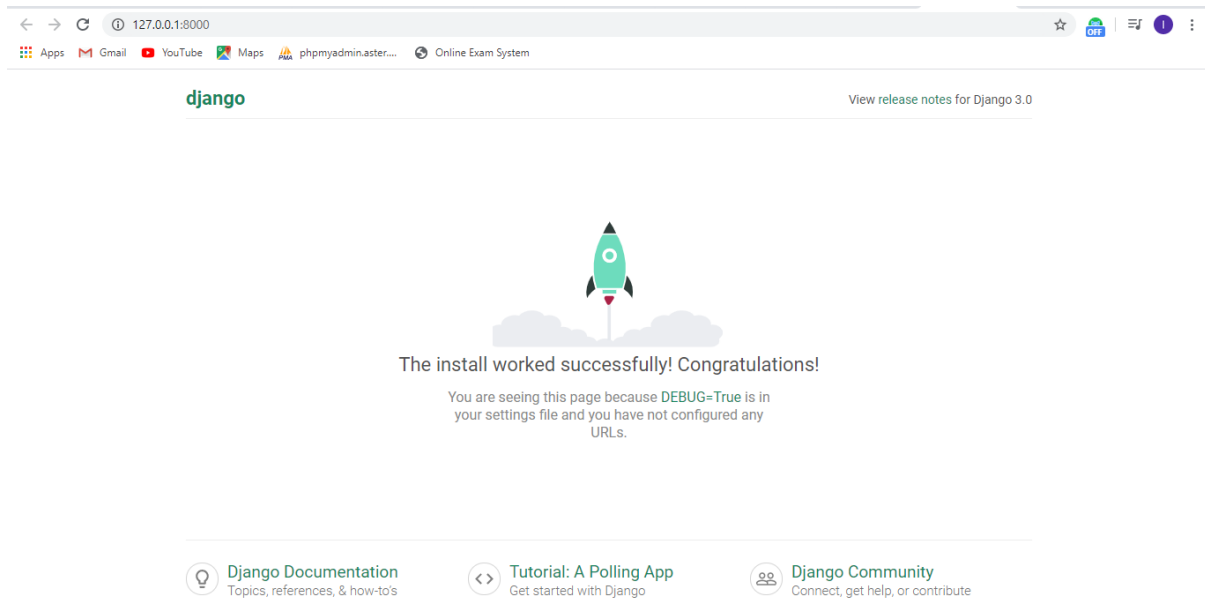 127.0.0.1:8000
OFF
I
Apps Gmail YouTube Maps PMA phpmyadmin.aster.... Online Exam System
django
View release notes for Django 3.0
The install worked successfully! Congratulations!
You are seeing this page because DEBUG=True is in
your settings file and you have not configured any
URLs.
Django Documentation
Topics, references, & how-to's
Tutorial: A Polling App
Get started with Django
Django Community
Connect, get help, or contribute